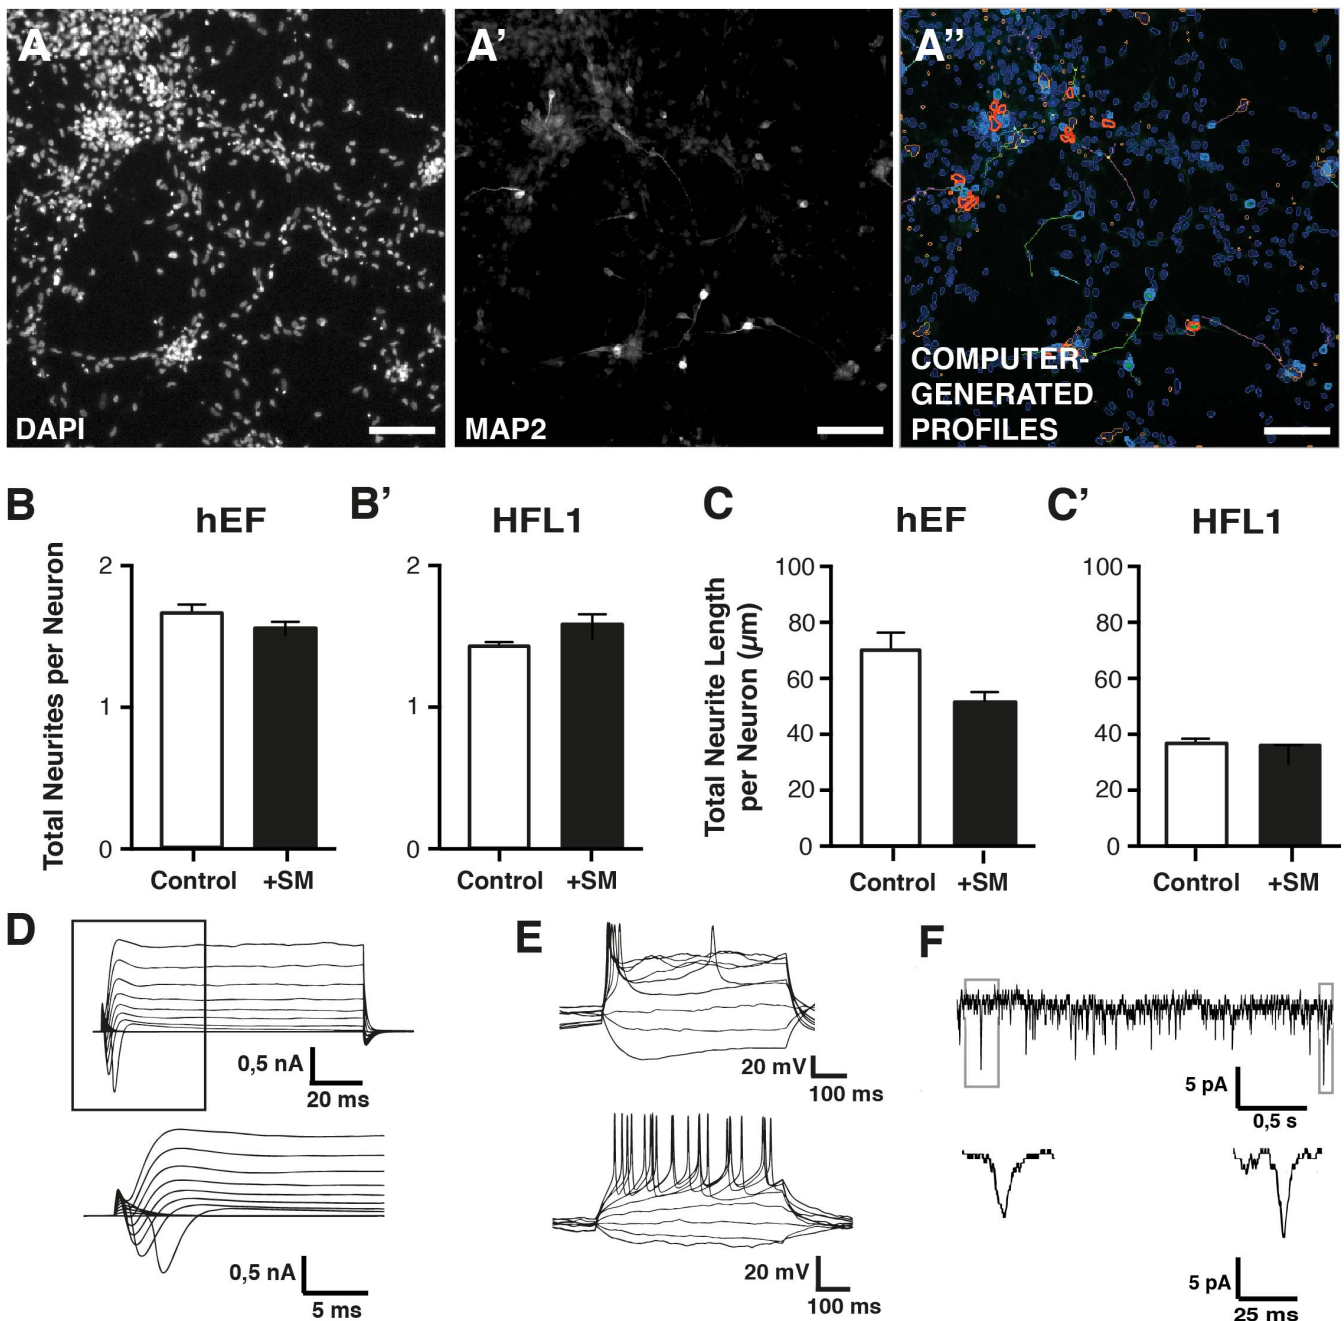 A
A'
A''
DAPI
MAP2
COMPUTER-
GENERATED
PROFILES
B
hEF
Total Neurites per Neuron
2
1
0
Control
+SM
B'
HFL1
2
1
0
Control
+SM
C
hEF
Total Neurite Length
per Neuron (µm)
100
80
60
40
20
0
Control
+SM
C'
HFL1
100
80
60
40
20
0
Control
+SM
D
0,5 nA
20 ms
0,5 nA
5 ms
E
20 mV
100 ms
20 mV
100 ms
F
5 pA
0,5 s
5 pA
25 ms